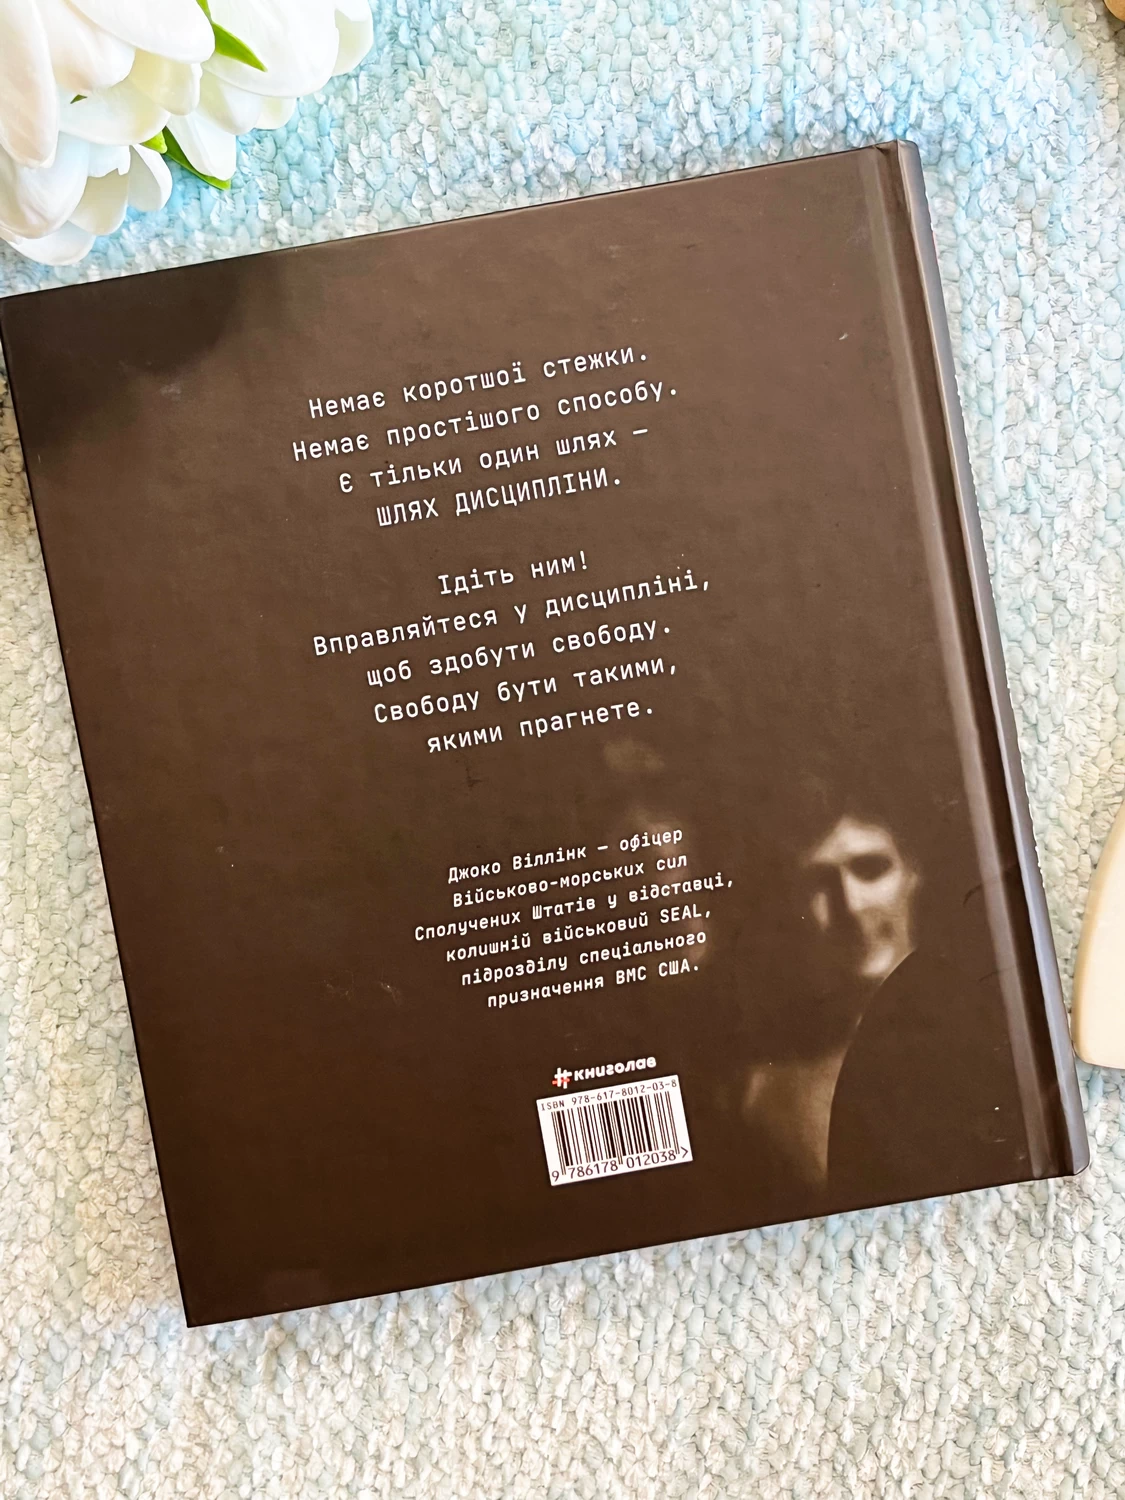 Немає коротшої стежки.
Немає простішого способу.
Є тільки один шлях —
ШЛЯХ ДИСЦИПЛІНИ.
Ідіть ним!
Вправляйтеся у дисципліні,
щоб здобути свободу.
Свободу бути такими,
якими прагнете.
Джоко Віллінк — офіцер
Військово-морських сил
Сполучених Штатів у відставці,
колишній військовий SEAL,
підрозділу спеціального
призначення ВМС США.
#книголав
ISBN 978-617-8012-03-8
9 786178 012038 >